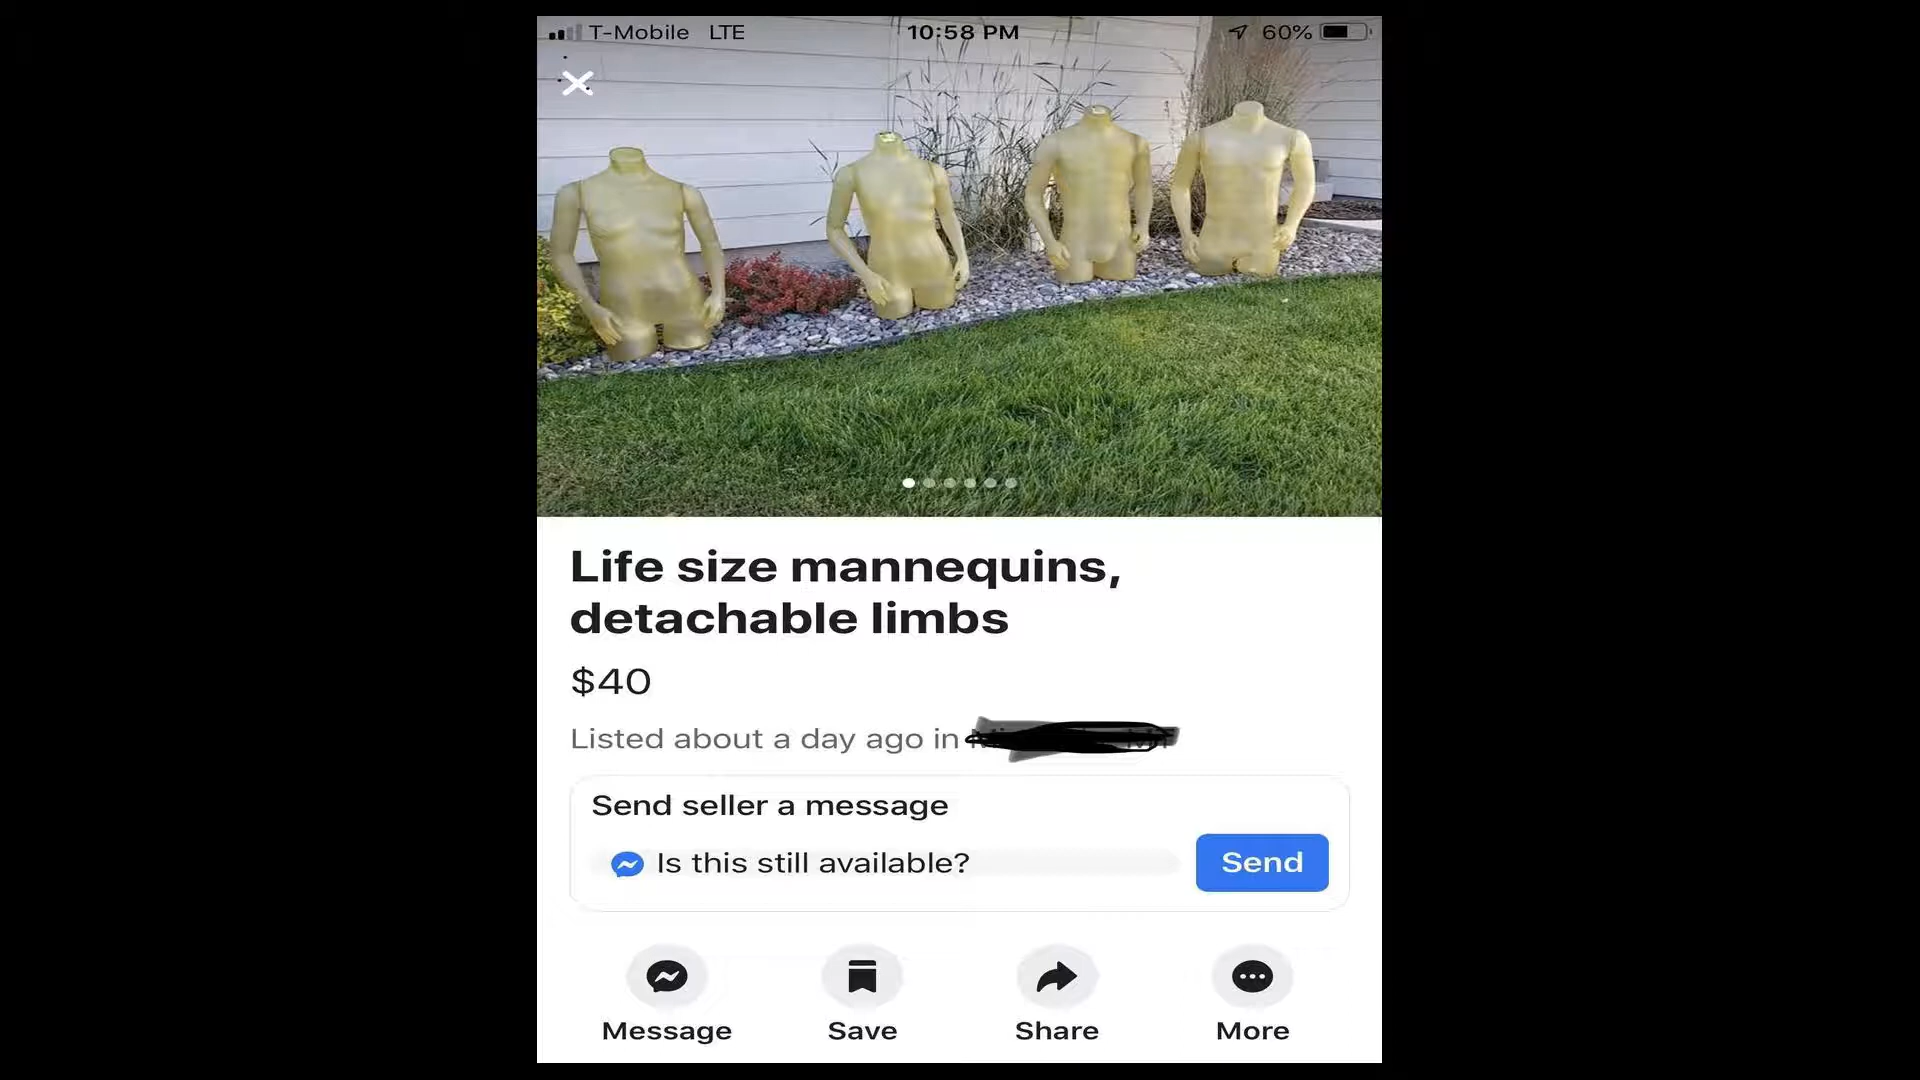 T-Mobile LTE 10:58 PM 60%
Life size mannequins,
detachable limbs
$40
Listed about a day ago in
Send seller a message
Is this still available?
Send
Message Save Share More